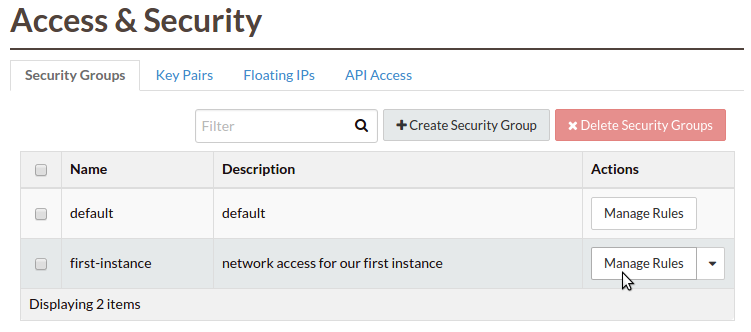 Access & Security
Security Groups Key Pairs Floating IPs API Access
Filter Create Security Group Delete Security Groups
Name Description Actions
default default Manage Rules
first-instance network access for our first instance Manage Rules
Displaying 2 items